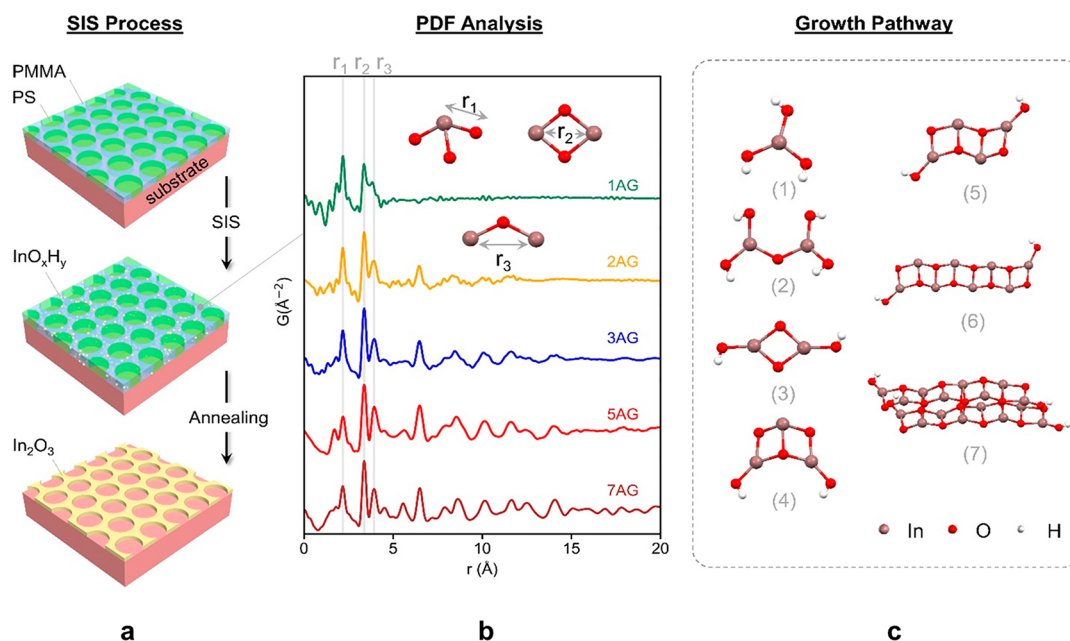 SIS Process
PMMA
PS
substrate
SIS
InOxHy
Annealing
In2O3
a
PDF Analysis
r1 r2 r3
r1
r2
1AG
r3
2AG
3AG
5AG
7AG
G(Å−2)
0 5 10 15 20
r (Å)
b
Growth Pathway
(1)
(2)
(3)
(4)
(5)
(6)
(7)
In O H
c